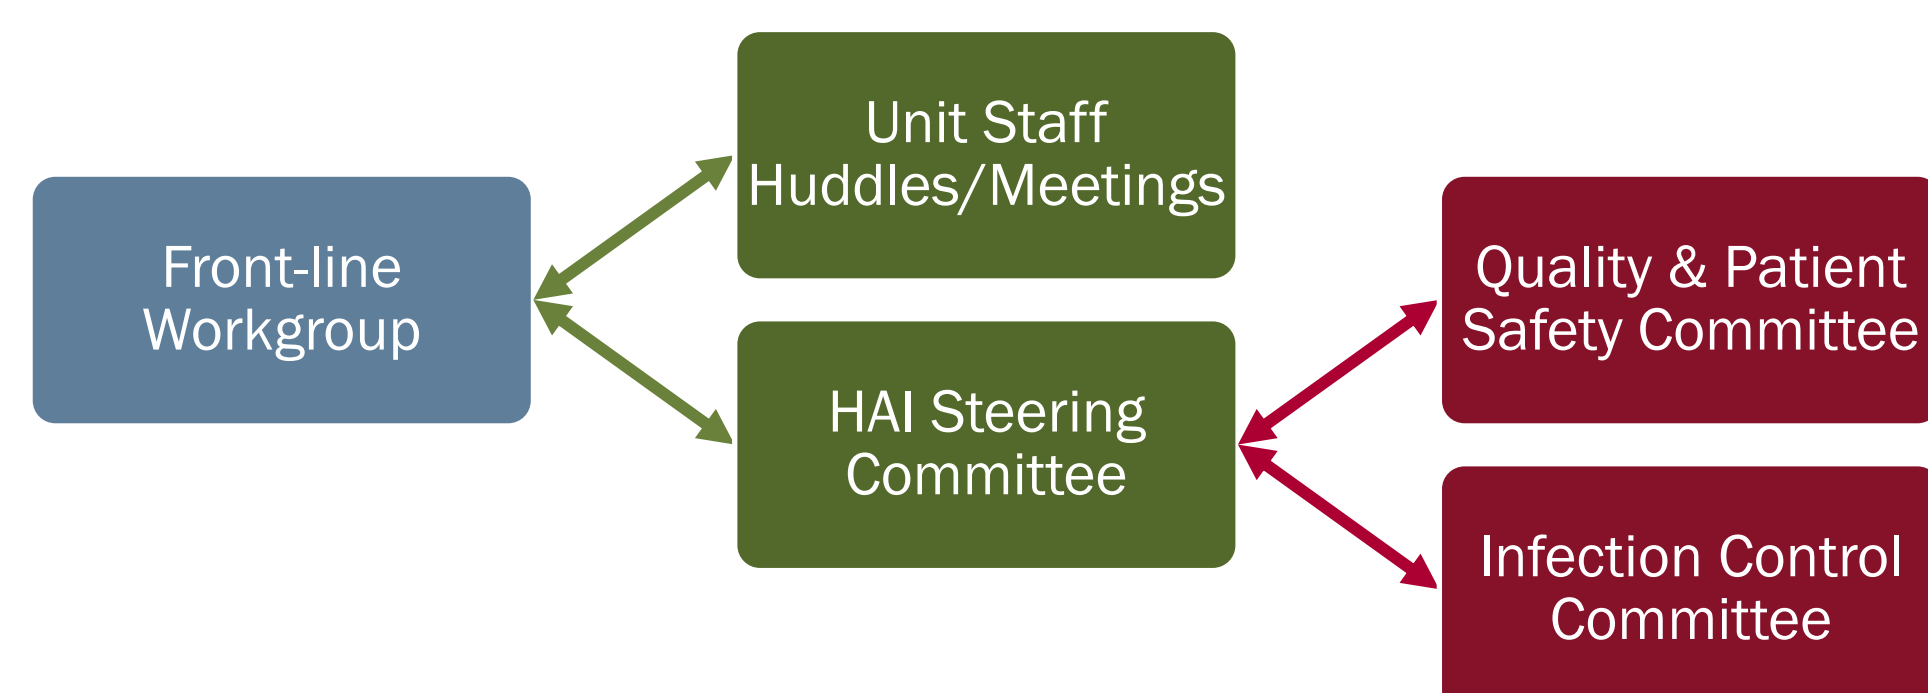 Front-line
Workgroup
Unit Staff
Huddles/Meetings
HAI Steering
Committee
Quality & Patient
Safety Committee
Infection Control
Committee